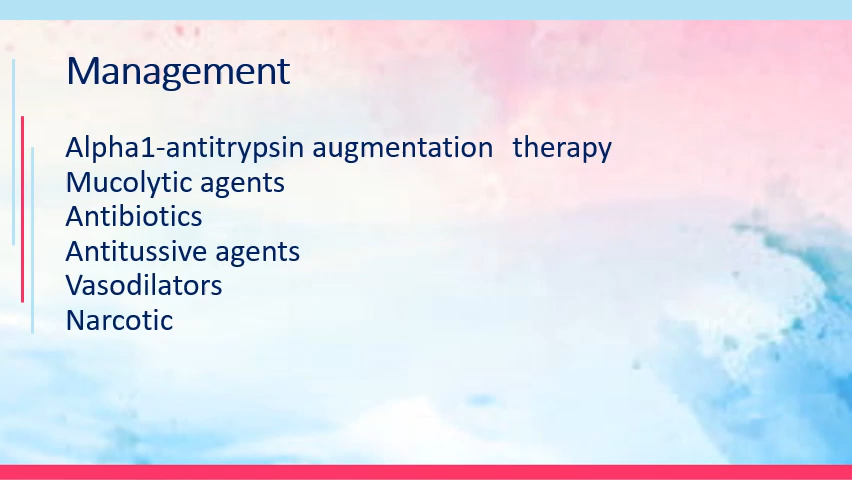 Management
Alpha1-antitrypsin augmentation therapy
Mucolytic agents
Antibiotics
Antitussive agents
Vasodilators
Narcotic